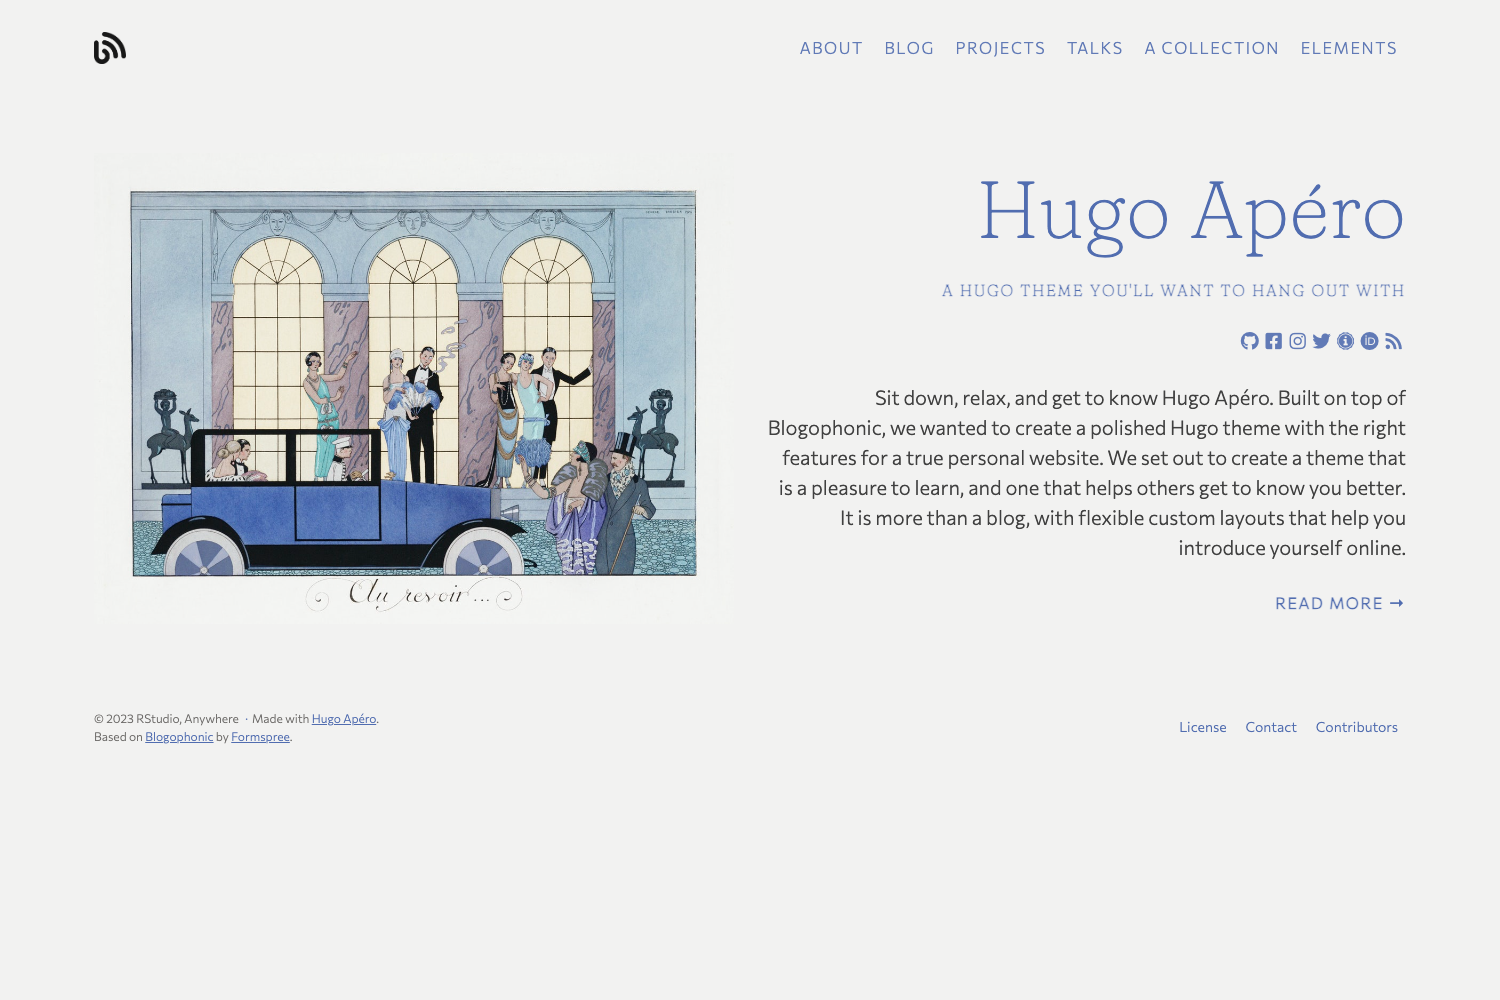 ABOUT BLOG PROJECTS TALKS A COLLECTION ELEMENTS
Au revoir...
Hugo Apéro
A HUGO THEME YOU'LL WANT TO HANG OUT WITH
Sit down, relax, and get to know Hugo Apéro. Built on top of
Blogophonic, we wanted to create a polished Hugo theme with the right
features for a true personal website. We set out to create a theme that
is a pleasure to learn, and one that helps others get to know you better.
It is more than a blog, with flexible custom layouts that help you
introduce yourself online.
READ MORE →
© 2023 RStudio, Anywhere · Made with Hugo Apéro.
Based on Blogophonic by Formspree.
License Contact Contributors